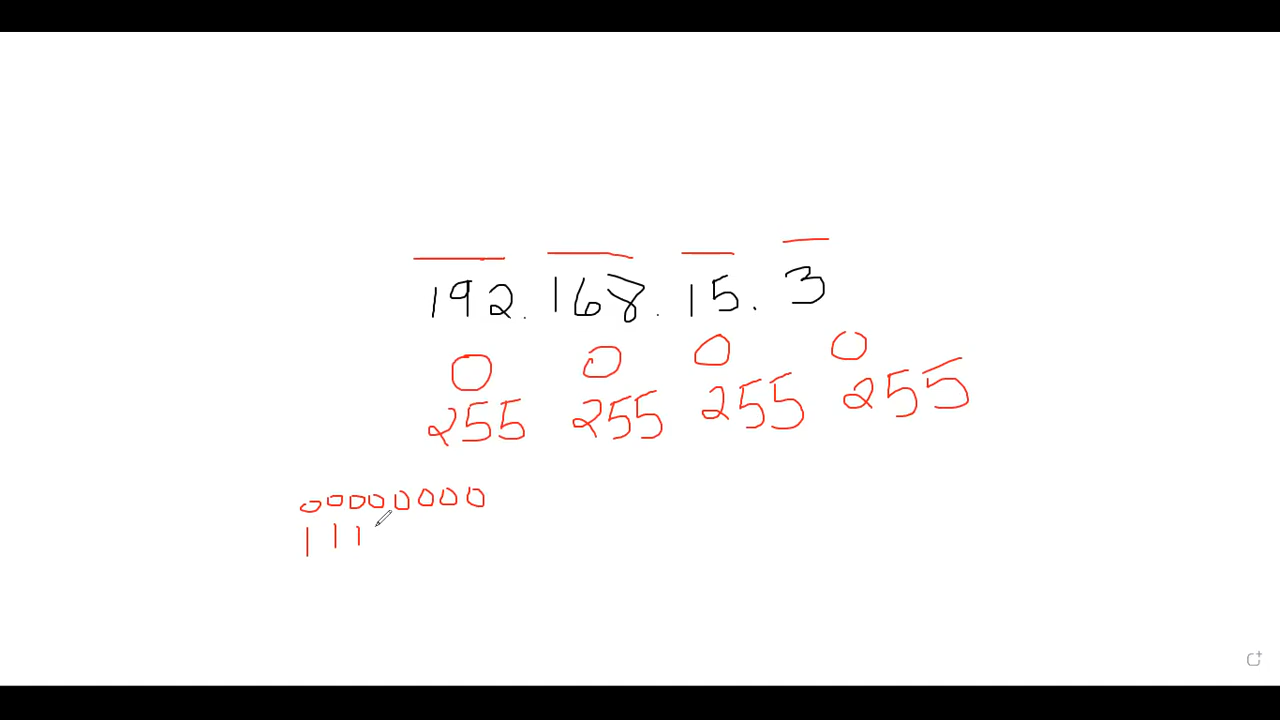 192.168.15.3
0 0 0 0
255 255 255 255
00000000
111